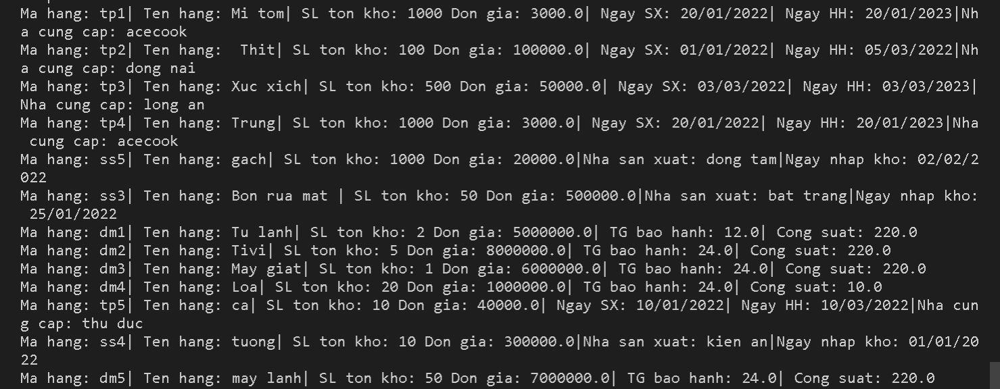 Ma hang: tp1| Ten hang: Mi tom| SL ton kho: 1000 Don gia: 3000.0| Ngay SX: 20/01/2022| Ngay HH: 20/01/2023|Nh
a cung cap: acecook
Ma hang: tp2| Ten hang:  Thit| SL ton kho: 100 Don gia: 100000.0| Ngay SX: 01/01/2022| Ngay HH: 05/03/2022|Nh
a cung cap: dong nai
Ma hang: tp3| Ten hang: Xuc xich| SL ton kho: 500 Don gia: 50000.0| Ngay SX: 03/03/2022| Ngay HH: 03/03/2023|
Nha cung cap: long an
Ma hang: tp4| Ten hang: Trung| SL ton kho: 1000 Don gia: 3000.0| Ngay SX: 20/01/2022| Ngay HH: 20/01/2023|Nha
 cung cap: acecook
Ma hang: ss5| Ten hang: gach| SL ton kho: 1000 Don gia: 20000.0|Nha san xuat: dong tam|Ngay nhap kho: 02/02/2
022
Ma hang: ss3| Ten hang: Bon rua mat | SL ton kho: 50 Don gia: 500000.0|Nha san xuat: bat trang|Ngay nhap kho:
 25/01/2022
Ma hang: dm1| Ten hang: Tu lanh| SL ton kho: 2 Don gia: 5000000.0| TG bao hanh: 12.0| Cong suat: 220.0
Ma hang: dm2| Ten hang: Tivi| SL ton kho: 5 Don gia: 8000000.0| TG bao hanh: 24.0| Cong suat: 220.0
Ma hang: dm3| Ten hang: May giat| SL ton kho: 1 Don gia: 6000000.0| TG bao hanh: 24.0| Cong suat: 220.0
Ma hang: dm4| Ten hang: Loa| SL ton kho: 20 Don gia: 1000000.0| TG bao hanh: 24.0| Cong suat: 10.0
Ma hang: tp5| Ten hang: ca| SL ton kho: 10 Don gia: 40000.0| Ngay SX: 10/01/2022| Ngay HH: 10/03/2022|Nha cun
g cap: thu duc
Ma hang: ss4| Ten hang: tuong| SL ton kho: 10 Don gia: 300000.0|Nha san xuat: kien an|Ngay nhap kho: 01/01/20
22
Ma hang: dm5| Ten hang: may lanh| SL ton kho: 50 Don gia: 7000000.0| TG bao hanh: 24.0| Cong suat: 220.0